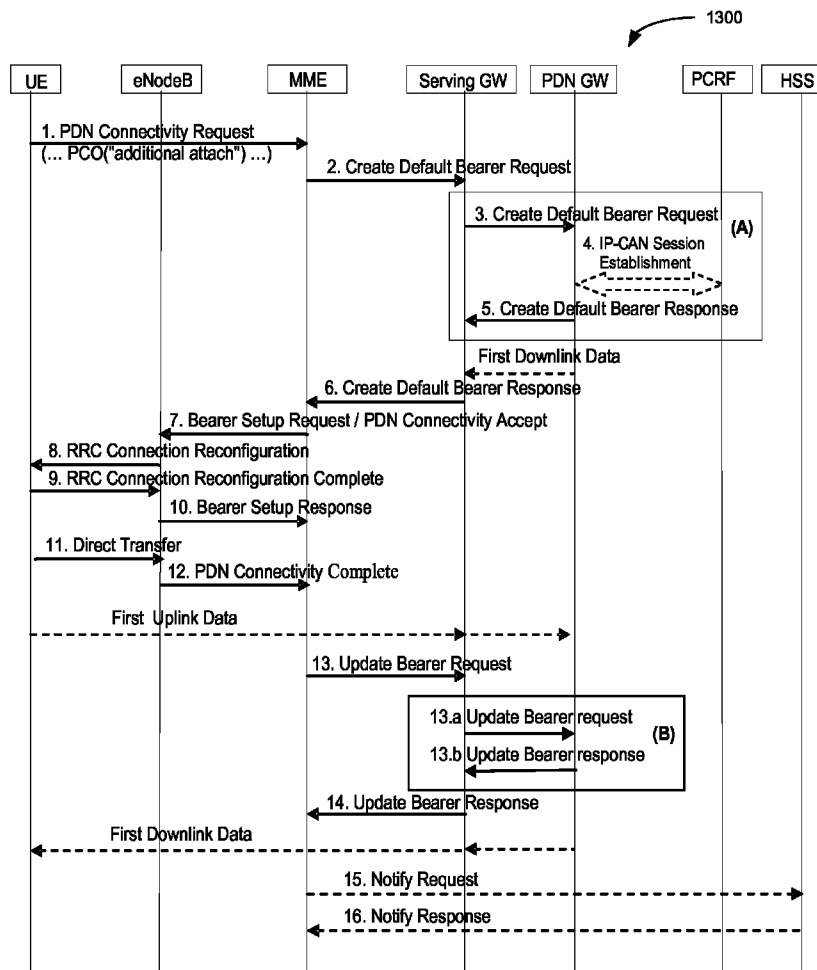 1300
UE
eNodeB
MME
Serving GW
PDN GW
PCRF
HSS
1. PDN Connectivity Request
(... PCO("additional attach") ...)
2. Create Default Bearer Request
3. Create Default Bearer Request
(A)
4. IP-CAN Session
Establishment
5. Create Default Bearer Response
First Downlink Data
6. Create Default Bearer Response
7. Bearer Setup Request / PDN Connectivity Accept
8. RRC Connection Reconfiguration
9. RRC Connection Reconfiguration Complete
10. Bearer Setup Response
11. Direct Transfer
12. PDN Connectivity Complete
First Uplink Data
13. Update Bearer Request
13.a Update Bearer request
(B)
13.b Update Bearer response
14. Update Bearer Response
First Downlink Data
15. Notify Request
16. Notify Response